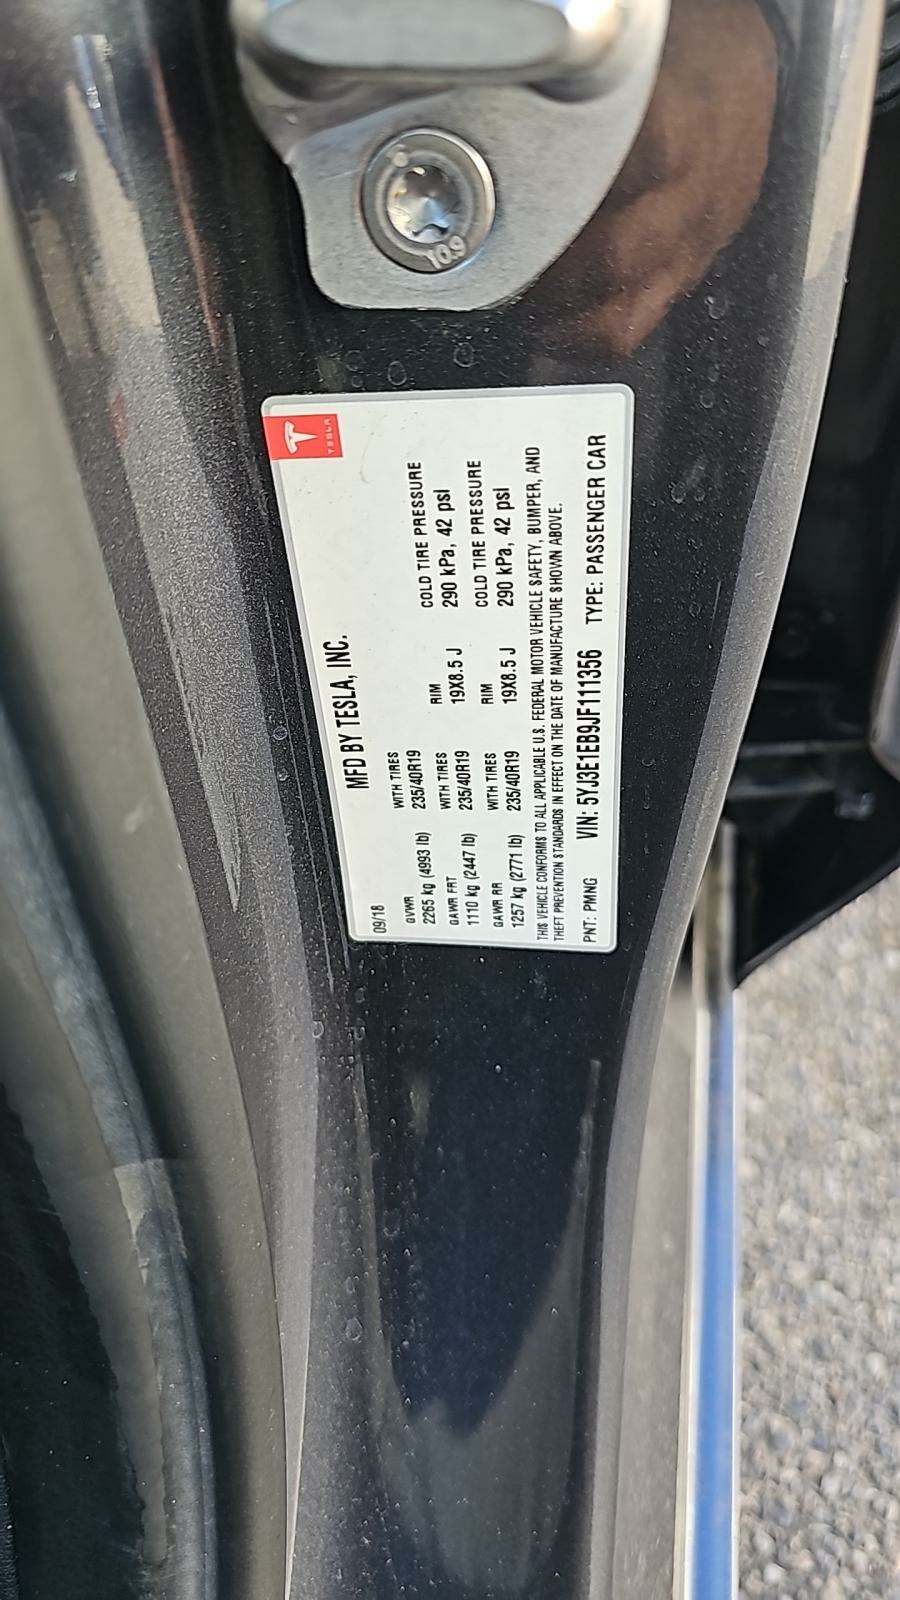 10.9
TESLA
MFD BY TESLA, INC.
09/18
GVWR WITH TIRES RIM COLD TIRE PRESSURE
2265 kg (4993 lb) 235/40R19 19X8.5 J 290 kPa, 42 psi
GAWR FRT WITH TIRES RIM COLD TIRE PRESSURE
1110 kg (2447 lb) 235/40R19 19X8.5 J 290 kPa, 42 psi
GAWR RR WITH TIRES
1257 kg (2771 lb) 235/40R19
THIS VEHICLE CONFORMS TO ALL APPLICABLE U.S. FEDERAL MOTOR VEHICLE SAFETY, BUMPER, AND
THEFT PREVENTION STANDARDS IN EFFECT ON THE DATE OF MANUFACTURE SHOWN ABOVE.
PNT: PMNG VIN: 5YJ3E1EB9JF111356 TYPE: PASSENGER CAR